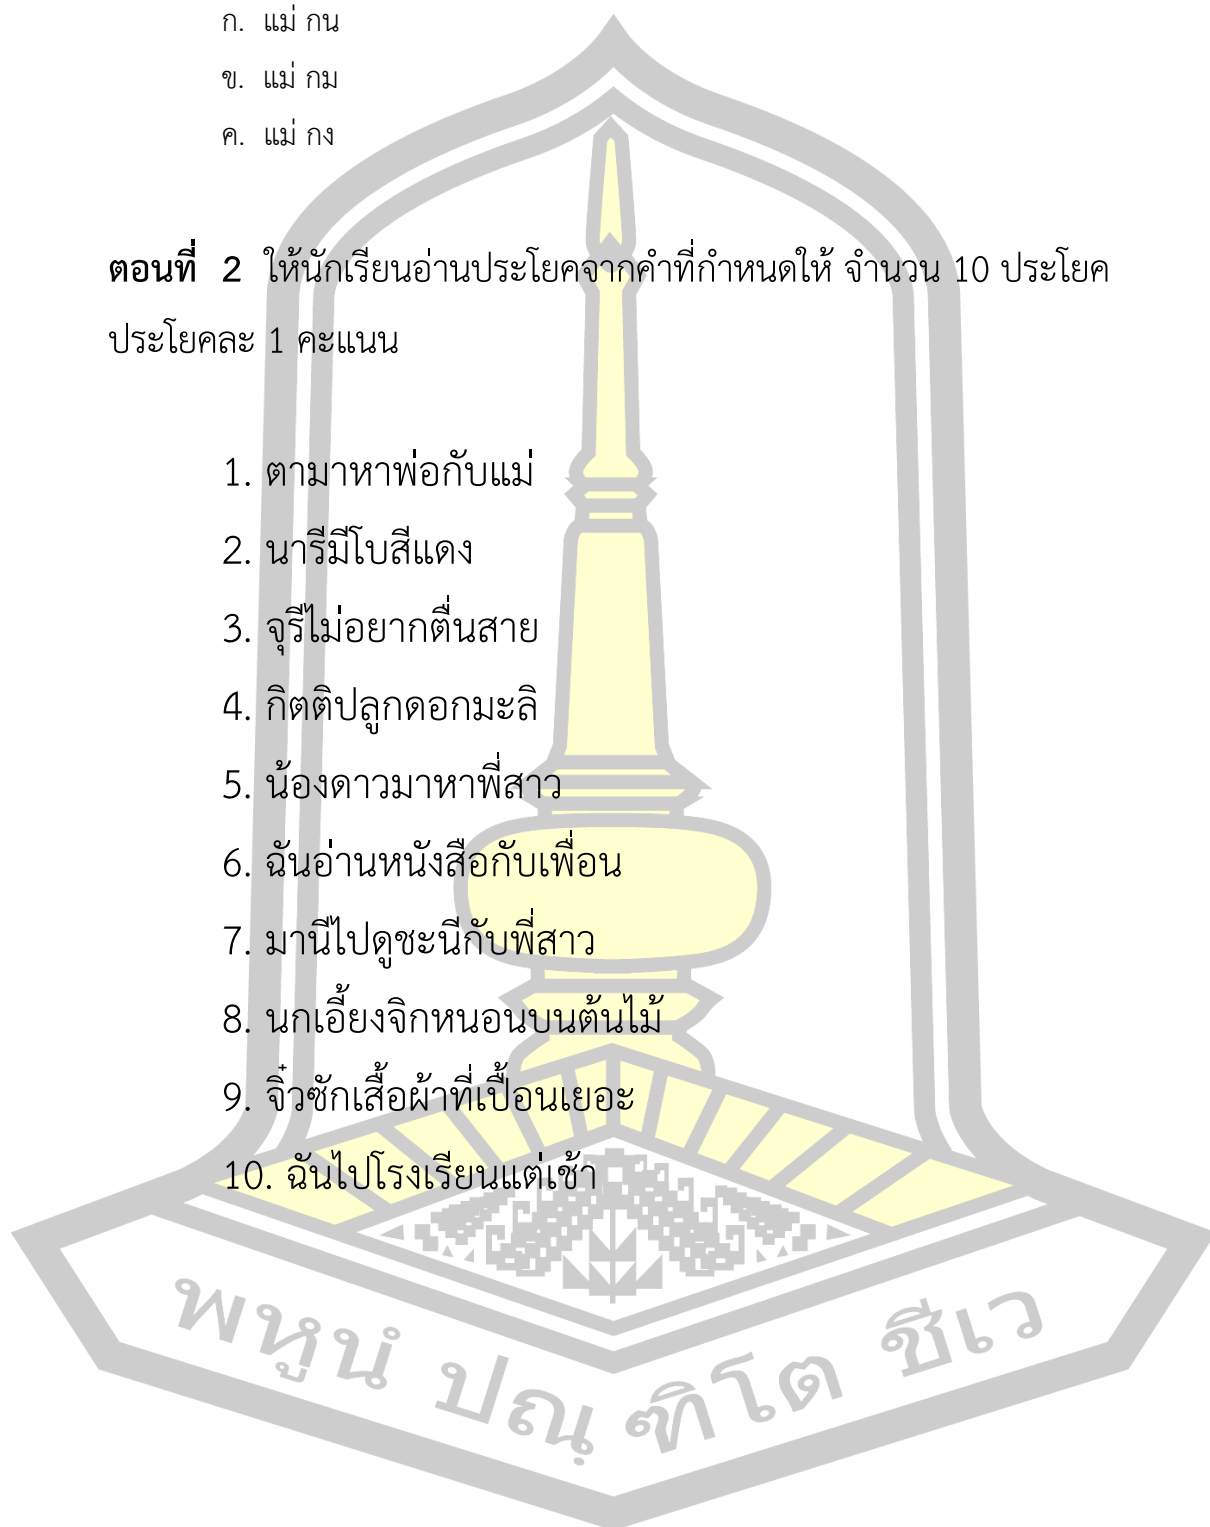 ก. แม่ กน
ข. แม่ กม
ค. แม่ กง
ตอนที่ 2 ให้นักเรียนอ่านประโยคจากคำที่กำหนดให้ จำนวน 10 ประโยค
ประโยคละ 1 คะแนน
1. ตามาหาพ่อกับแม่
2. นารีมีโบสีแดง
3. จุรีไม่อยากตื่นสาย
4. กิตติปลูกดอกมะลิ
5. น้องดาวมาหาพี่สาว
6. ฉันอ่านหนังสือกับเพื่อน
7. มานีไปดูชะนีกับพี่สาว
8. นกเอี้ยงจิกหนอนบนต้นไม้
9. จิ๋วซักเสื้อผ้าที่เปื้อนเยอะ
10. ฉันไปโรงเรียนแต่เช้า
พหูนํ ปณฺฑิโต ชีเว